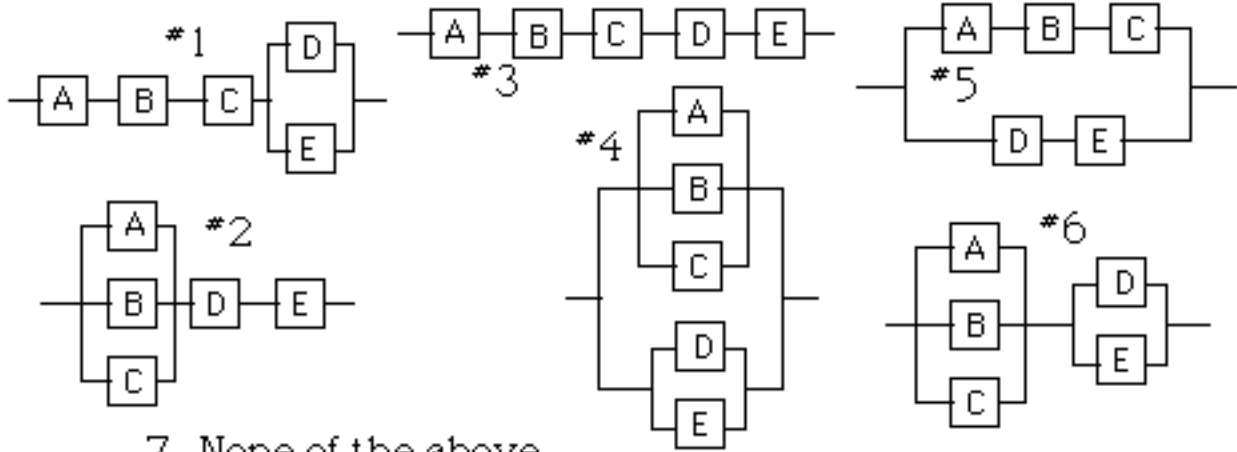 #1
A B C D E
#2
A B C D E
#3
A B C D E
#4
A B C D E
#5
A B C D E
#6
A B C D E
7. None of the above